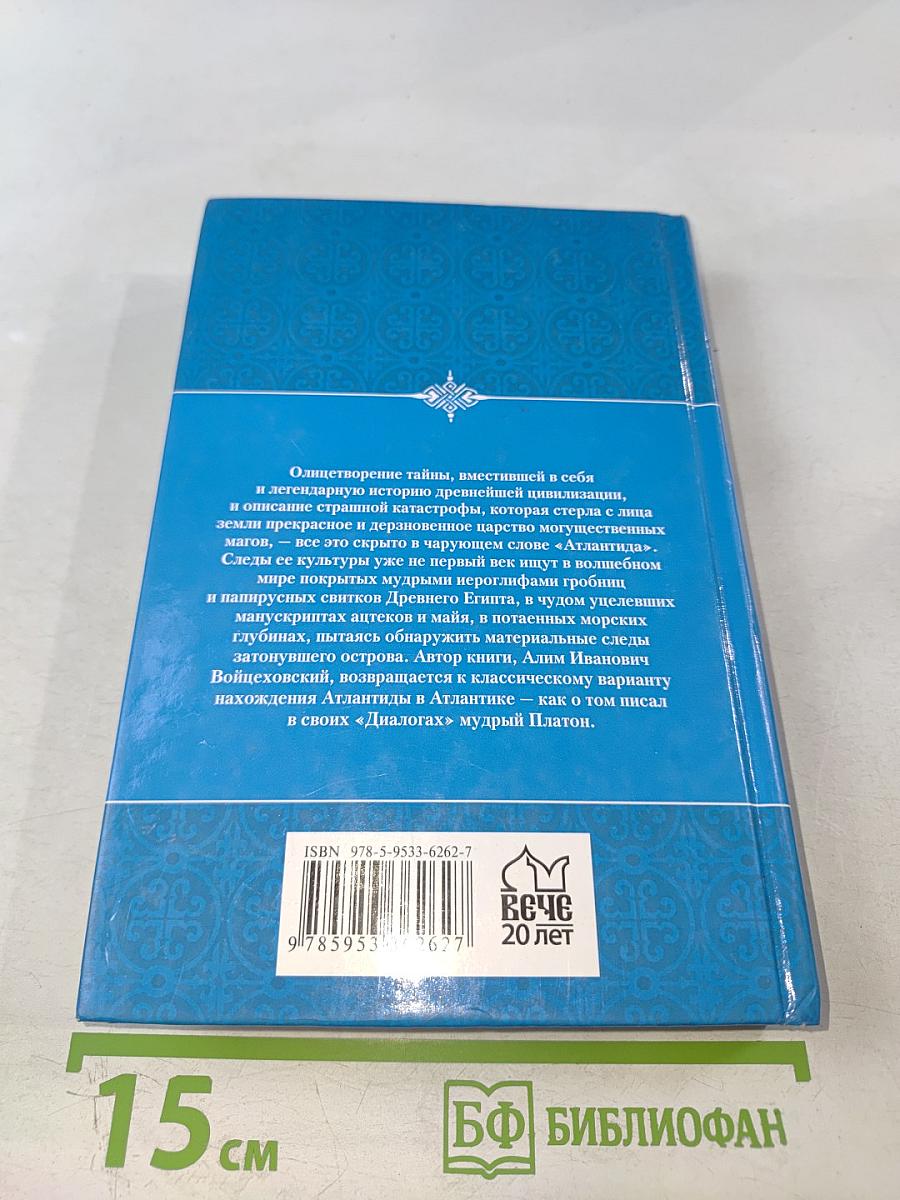 Олицетворение тайны, вместившей в себя
и легендарную историю древнейшей цивилизации,
и описание страшной катастрофы, которая стерла с лица
земли прекрасное и дерзновенное царство могущественных
магов, — все это скрыто в чарующем слове «Атлантида».
Следы ее культуры уже не первый век ищут в волшебном
мире покрытых мудрыми иероглифами гробниц
и папирусных свитков Древнего Египта, в чудом уцелевших
манускриптах ацтеков и майя, в потаенных морских
глубинах, пытаясь обнаружить материальные следы
затонувшего острова. Автор книги, Алим Иванович
Войцеховский, возвращается к классическому варианту
нахождения Атлантиды в Атлантике — как о том писал
в своих «Диалогах» мудрый Платон.
ISBN 978-5-9533-6262-7
ВЕЧЕ
20 лет
15 см
БФ БИБЛИОФАН